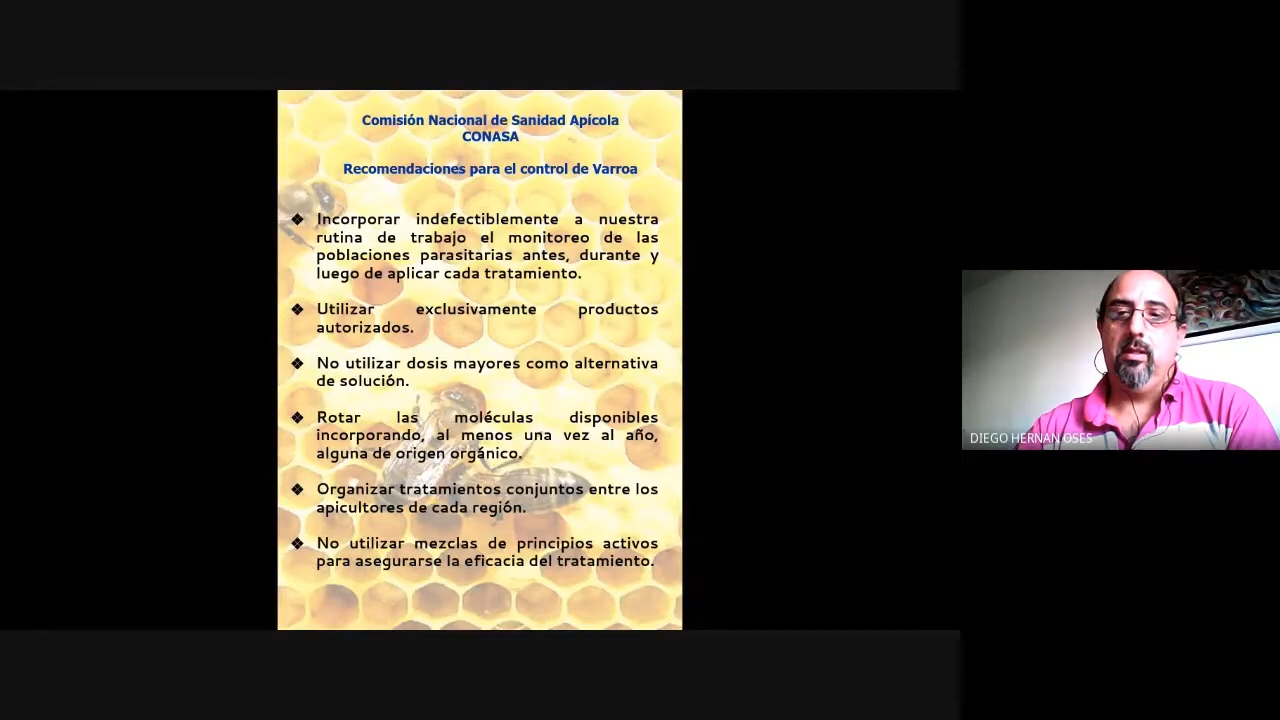 Comisión Nacional de Sanidad Apícola
CONASA
Recomendaciones para el control de Varroa
❖ Incorporar indefectiblemente a nuestra
rutina de trabajo el monitoreo de las
poblaciones parasitarias antes, durante y
luego de aplicar cada tratamiento.
❖ Utilizar exclusivamente productos
autorizados.
❖ No utilizar dosis mayores como alternativa
de solución.
❖ Rotar las moléculas disponibles
incorporando, al menos una vez al año,
alguna de origen orgánico.
❖ Organizar tratamientos conjuntos entre los
apicultores de cada región.
❖ No utilizar mezclas de principios activos
para asegurarse la eficacia del tratamiento.
DIEGO HERNAN OSES